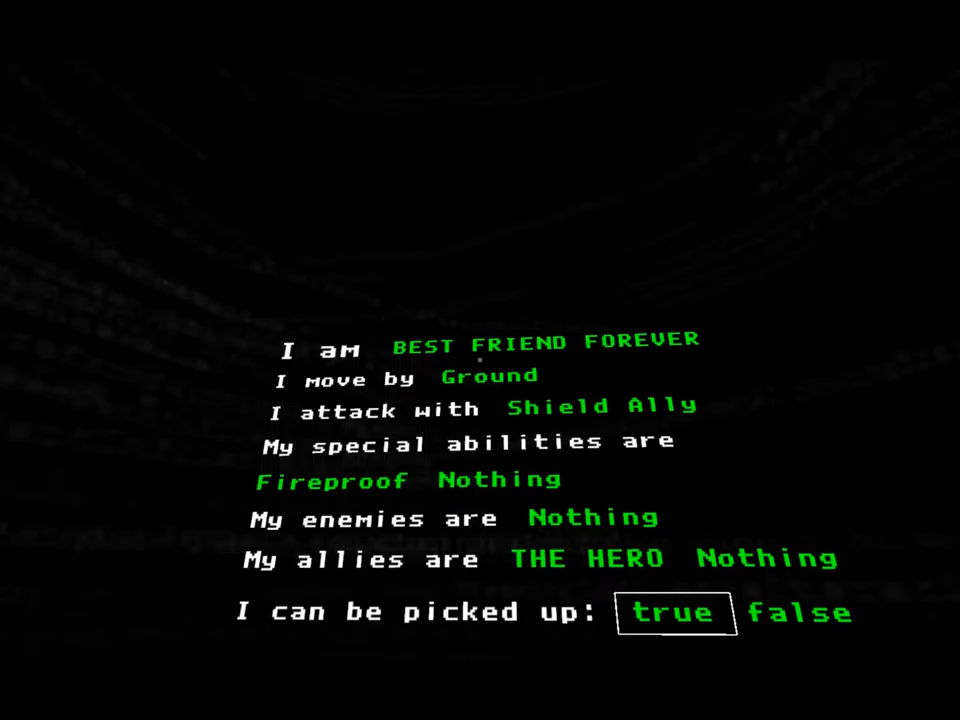 I am BEST FRIEND FOREVER
I move by Ground
I attack with Shield Ally
My special abilities are
Fireproof Nothing
My enemies are Nothing
My allies are THE HERO Nothing
I can be picked up: true false